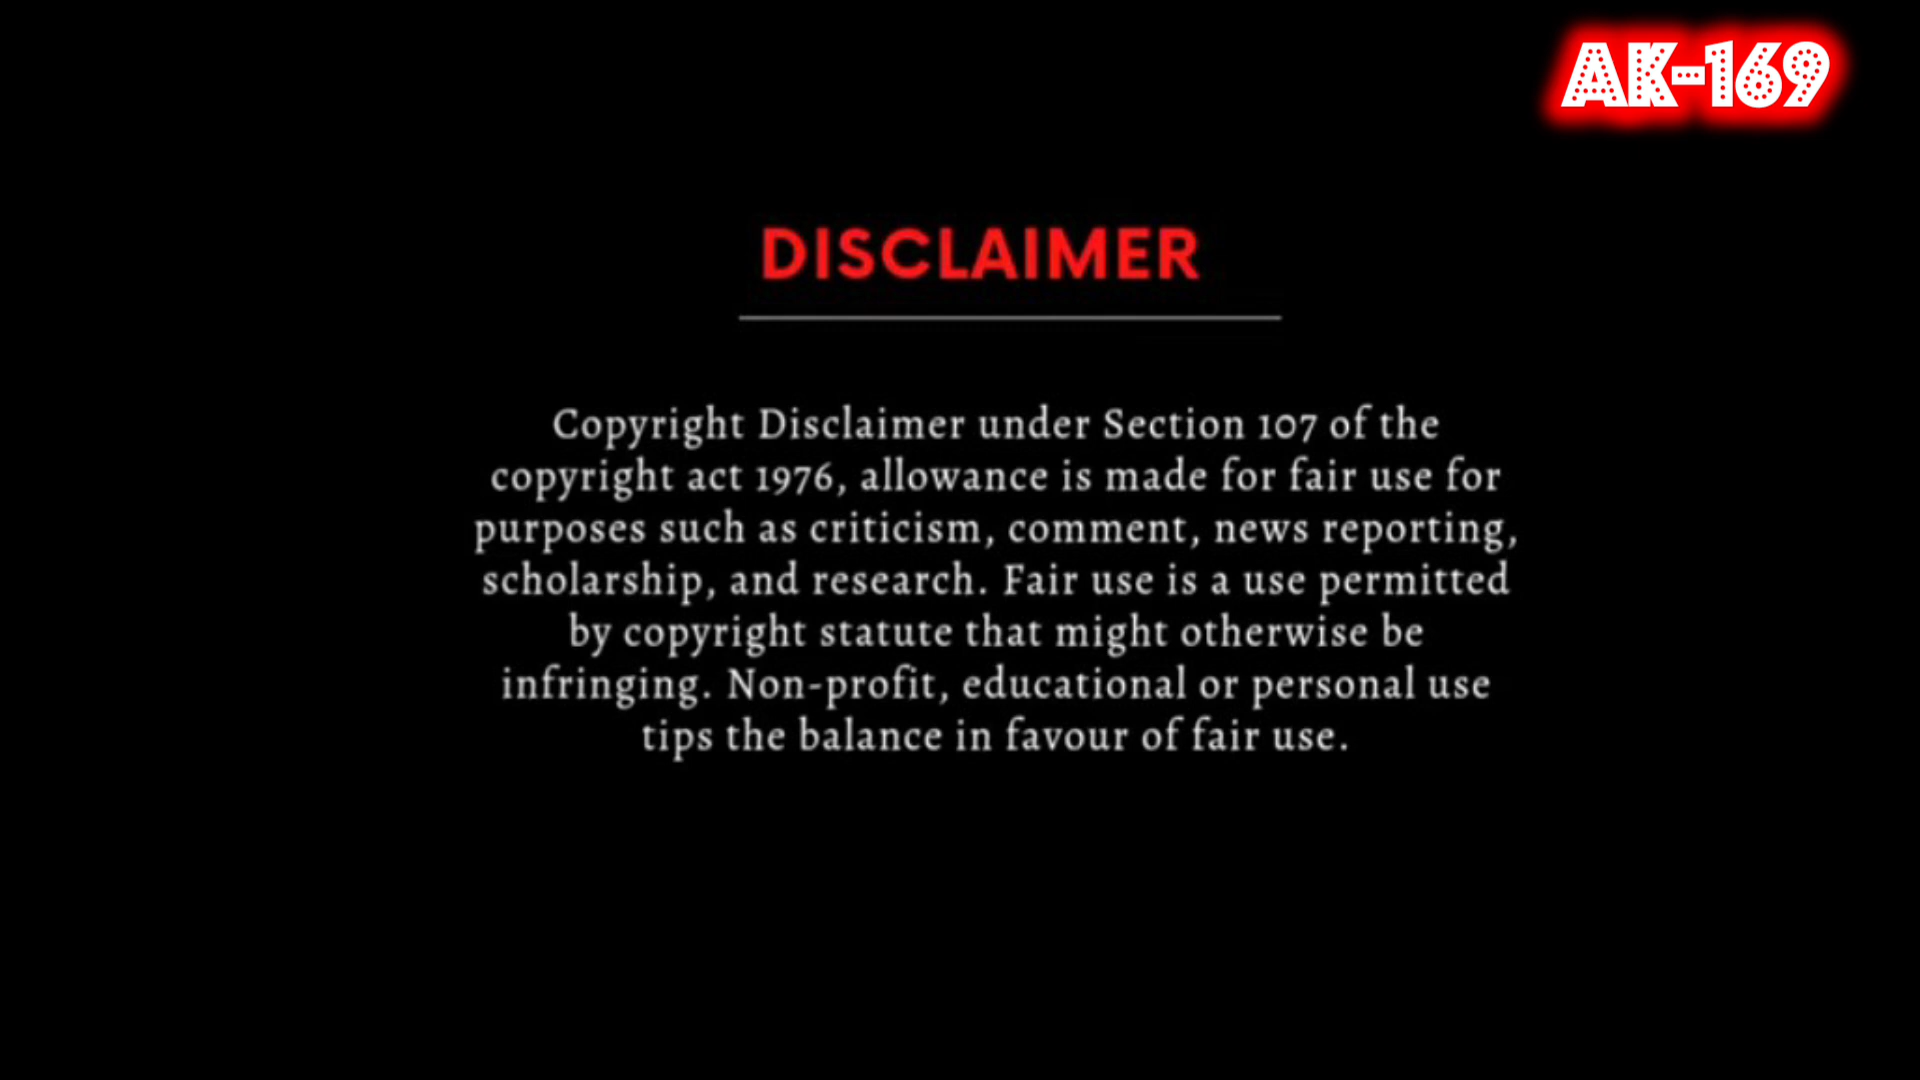 AK-169
DISCLAIMER
Copyright Disclaimer under Section 107 of the
copyright act 1976, allowance is made for fair use for
purposes such as criticism, comment, news reporting,
scholarship, and research. Fair use is a use permitted
by copyright statute that might otherwise be
infringing. Non-profit, educational or personal use
tips the balance in favour of fair use.